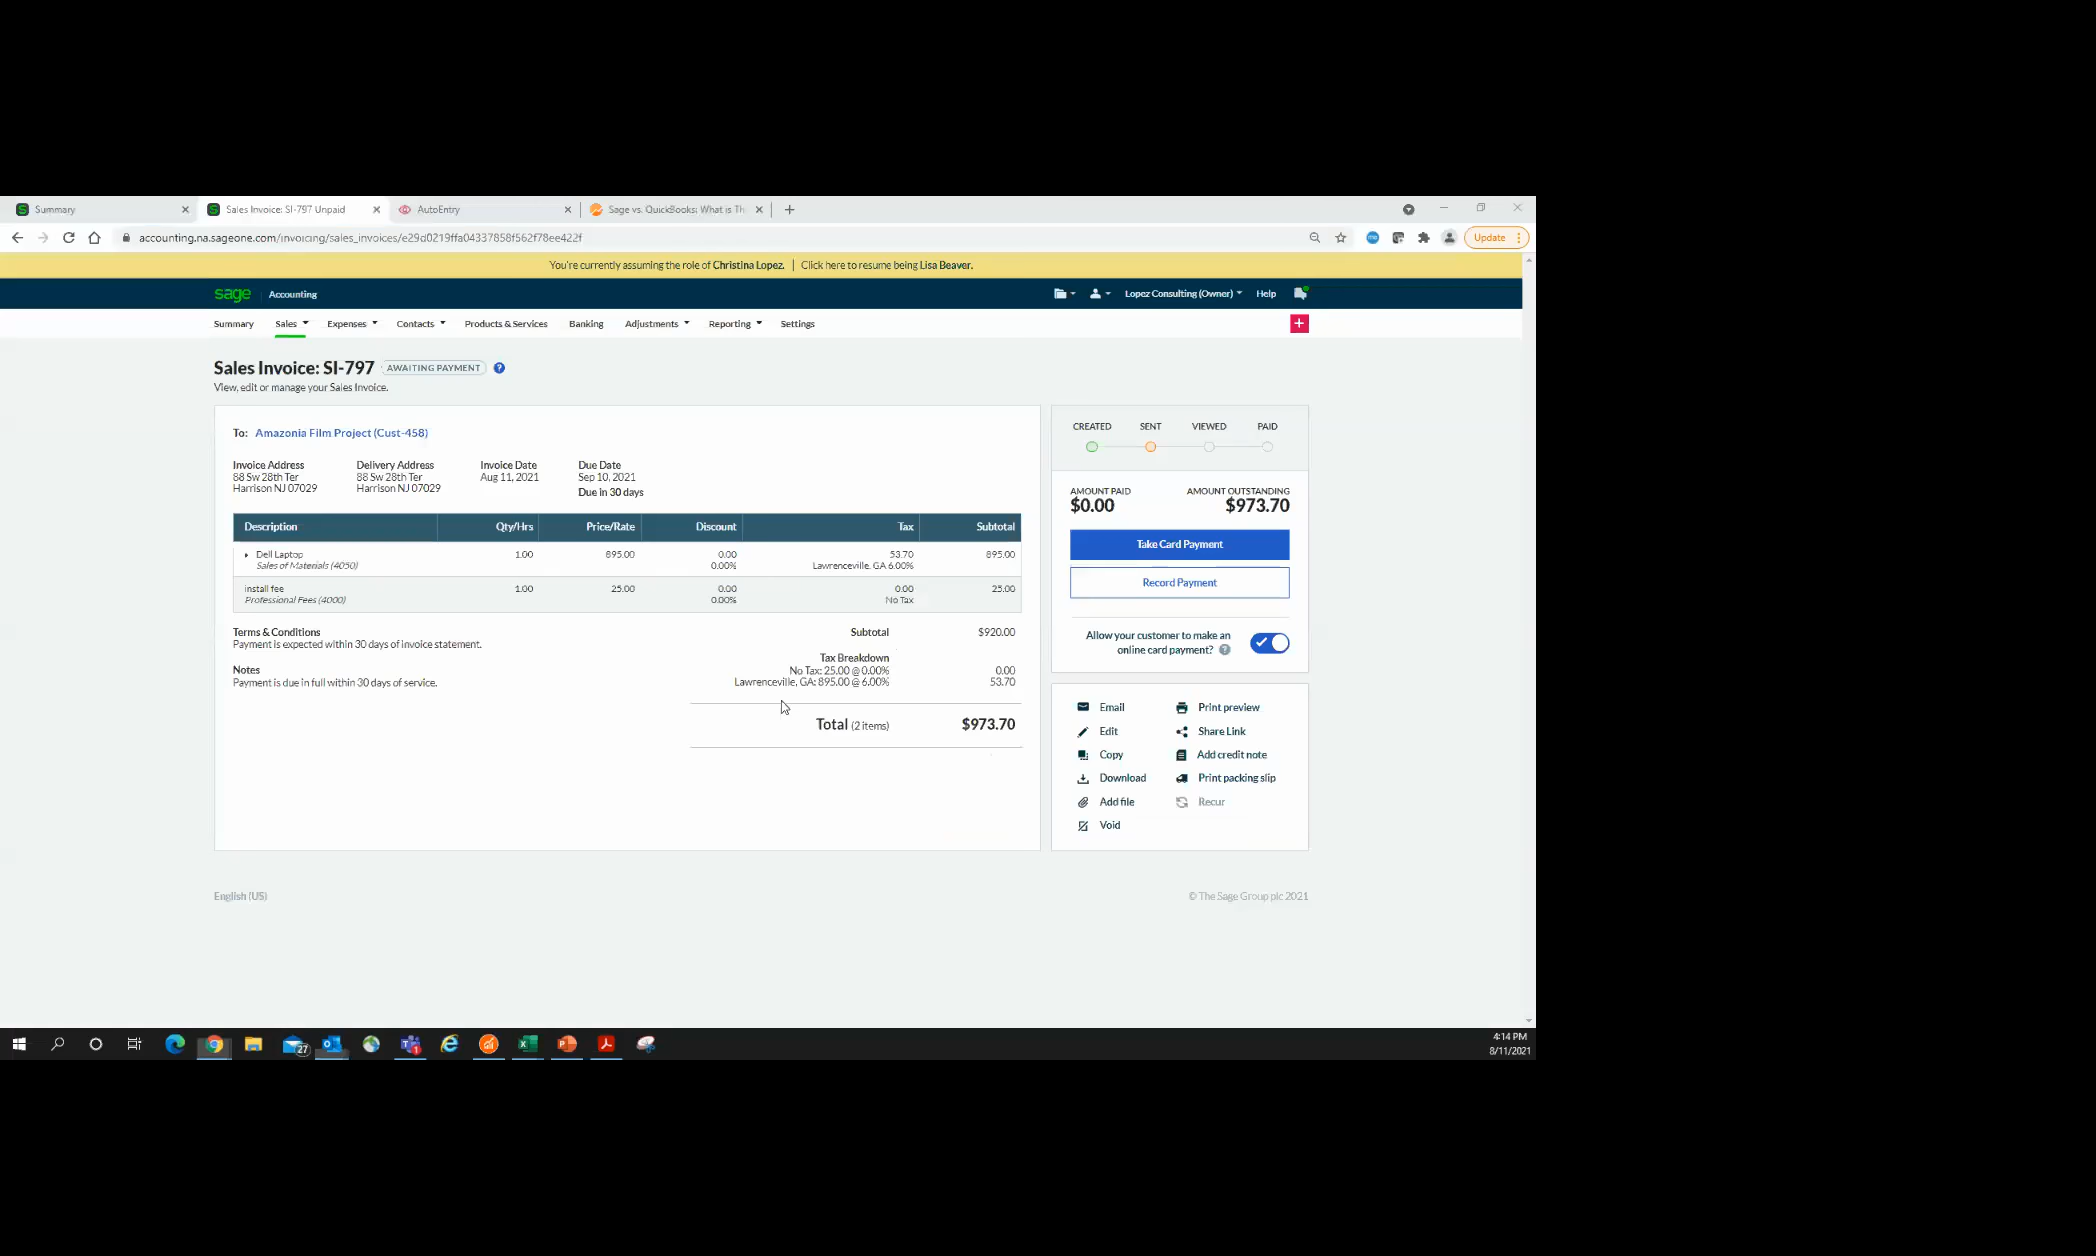 Summary
Sales Invoice: SI-797 Unpaid
AutoEntry
Sage vs. QuickBooks: What is Th
accounting.na.sageone.com/invoicing/sales_invoices/e29d0219ffa04337858f562f78ee422f
Update
You're currently assuming the role of Christina Lopez. | Click here to resume being Lisa Beaver.
sage Accounting
Lopez Consulting (Owner) Help
Summary Sales Expenses Contacts Products & Services Banking Adjustments Reporting Settings
Sales Invoice: SI-797 AWAITING PAYMENT
View, edit or manage your Sales Invoice.
To: Amazonia Film Project (Cust-458)
Invoice Address Delivery Address Invoice Date Due Date
88 Sw 28th Ter 88 Sw 28th Ter Aug 11, 2021 Sep 10, 2021
Harrison NJ 07029 Harrison NJ 07029 Due in 30 days
Description Qty/Hrs Price/Rate Discount Tax Subtotal
Dell Laptop 1.00 895.00 0.00 53.70 895.00
Sales of Materials (4050) 0.00% Lawrenceville, GA 6.00%
install fee 1.00 25.00 0.00 0.00 25.00
Professional Fees (4000) 0.00% No Tax
Terms & Conditions
Payment is expected within 30 days of invoice statement.
Notes
Payment is due in full within 30 days of service.
Subtotal $920.00
Tax Breakdown
No Tax: 25.00 @ 0.00% 0.00
Lawrenceville, GA: 895.00 @ 6.00% 53.70
Total (2 items) $973.70
CREATED SENT VIEWED PAID
AMOUNT PAID AMOUNT OUTSTANDING
$0.00 $973.70
Take Card Payment
Record Payment
Allow your customer to make an
online card payment?
Email Print preview
Edit Share Link
Copy Add credit note
Download Print packing slip
Add file Recur
Void
English (US)
© The Sage Group plc 2021
27
1
4:14 PM
8/11/2021